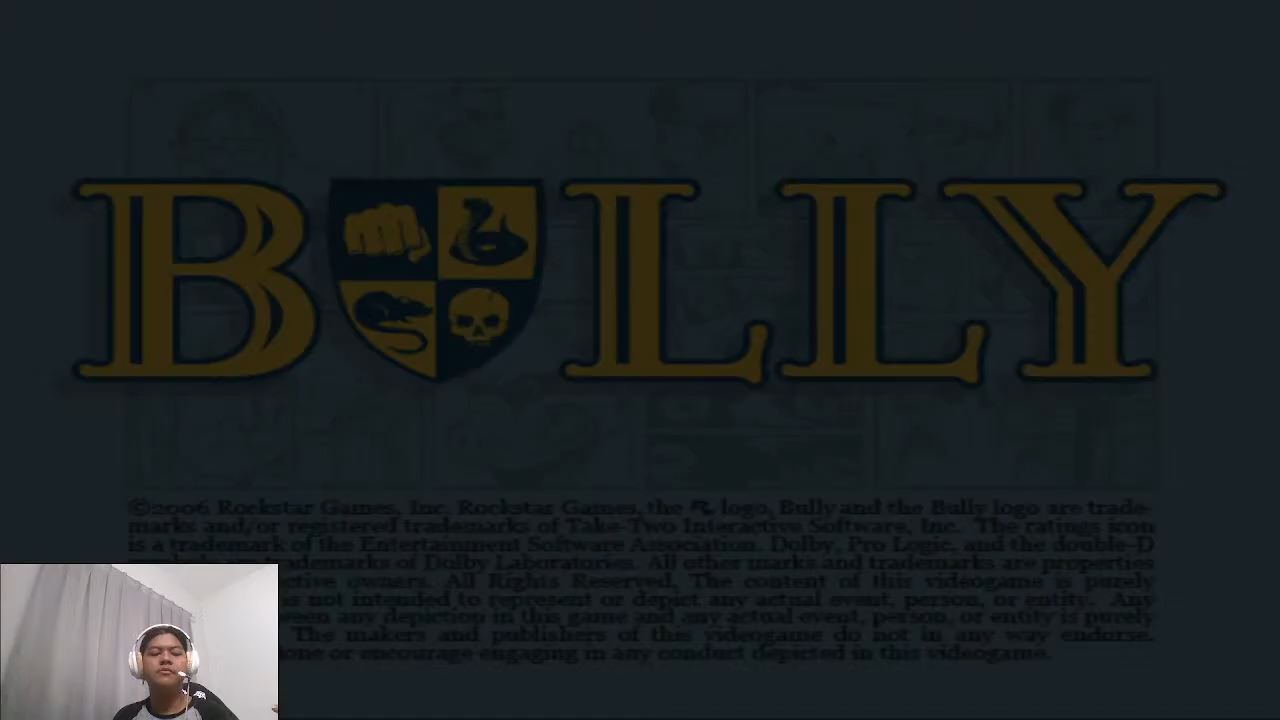 BULLY
©2006 Rockstar Games, Inc. Rockstar Games, the R logo, Bully and the Bully logo are trade-
marks and/or registered trademarks of Take-Two Interactive Software, Inc. The ratings icon
is a trademark of the Entertainment Software Association. Dolby, Pro Logic, and the double-D
trademarks of Dolby Laboratories. All other marks and trademarks are properties
owners. All Rights Reserved. The content of this videogame is purely
is not intended to represent or depict any actual event, person, or entity. Any
any depiction in this game and any actual event, person, or entity is purely
The makers and publishers of this videogame do not in any way endorse.
or encourage engaging in any conduct depicted in this videogame.